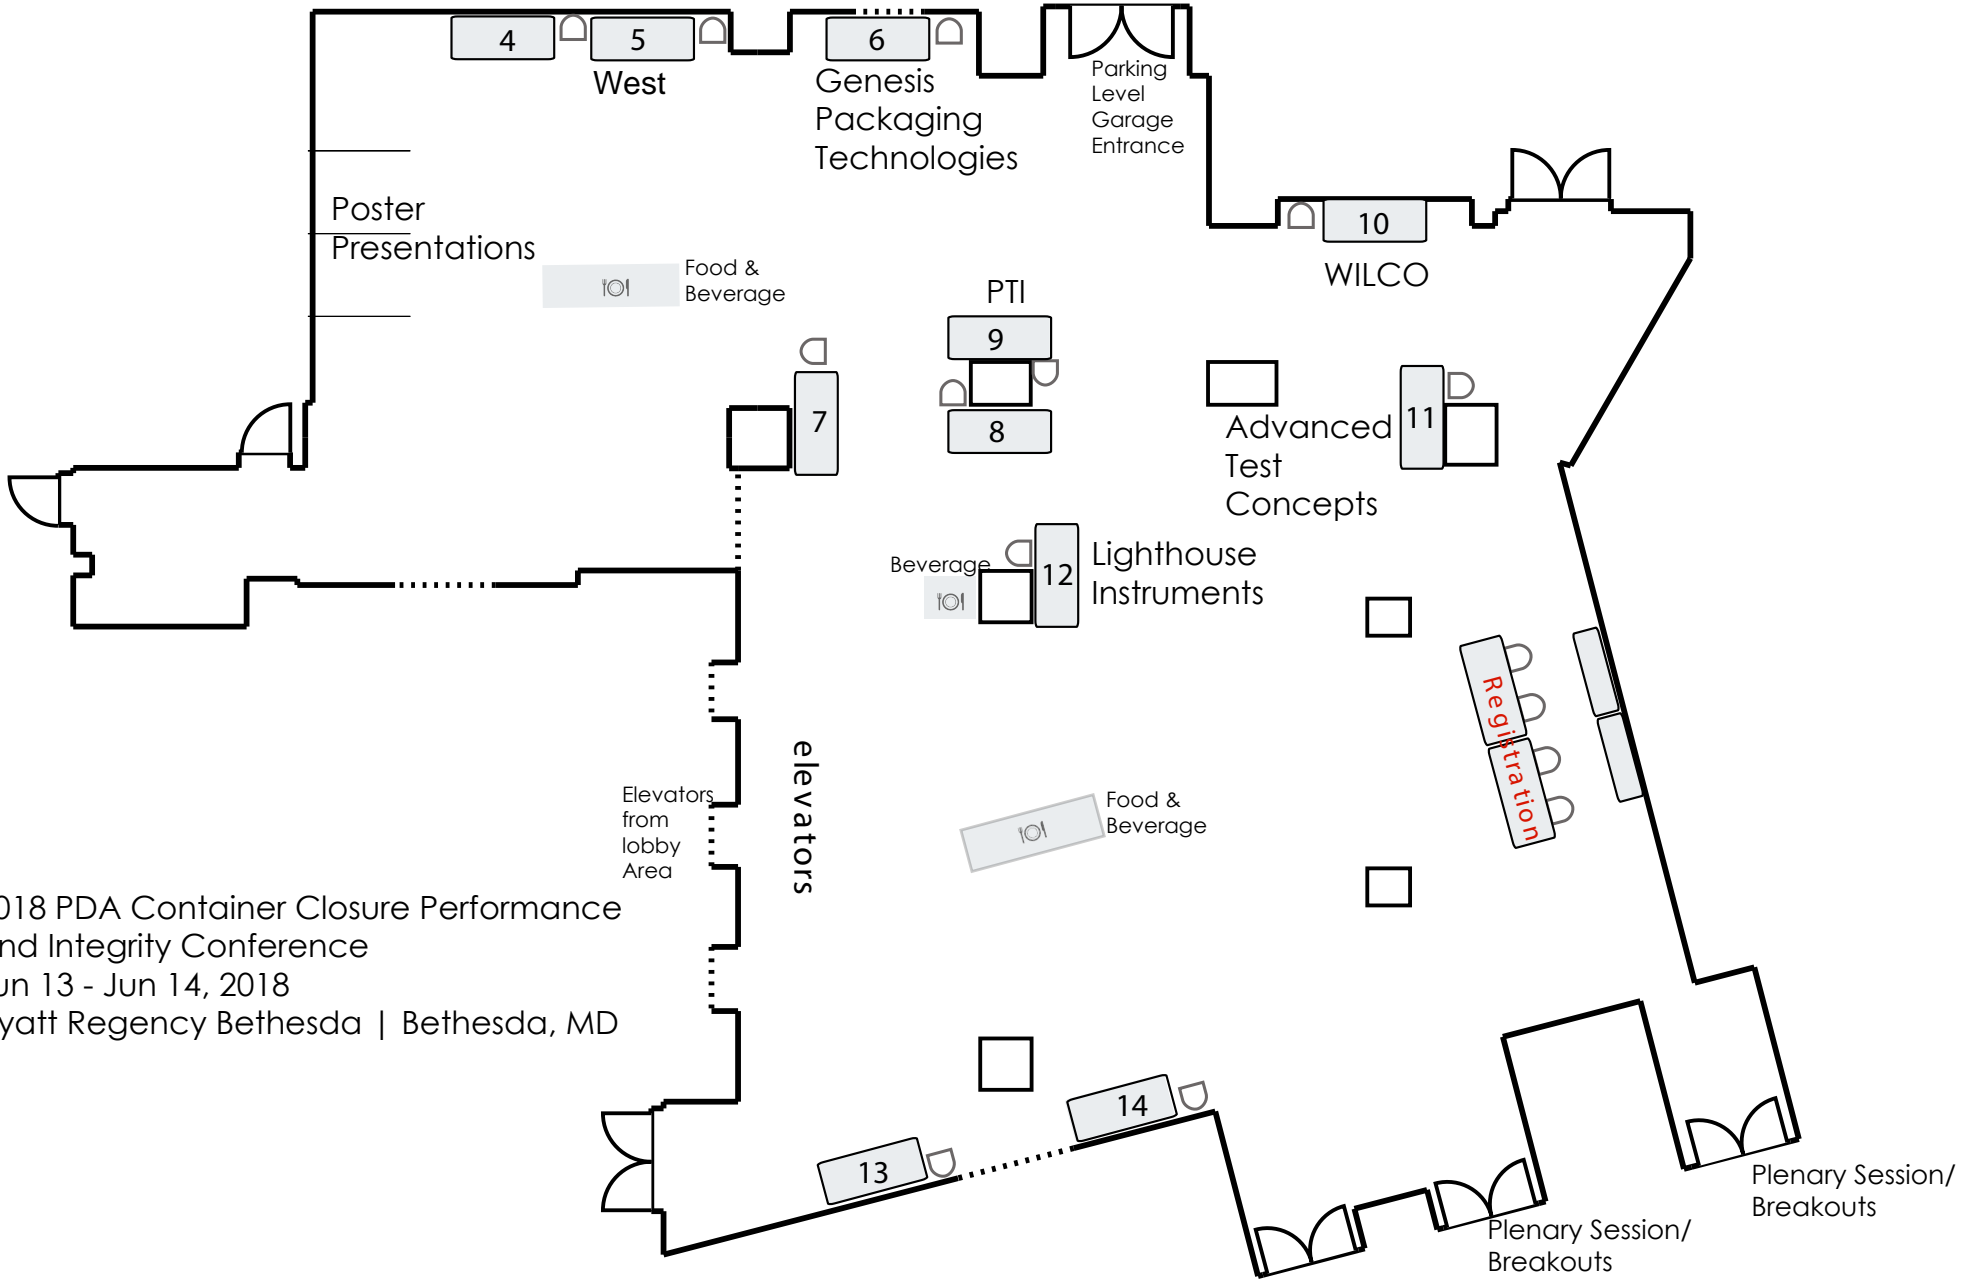 4
5
6
West
Genesis
Packaging
Technologies
Parking
Level
Garage
Entrance
Poster
Presentations
Food &
Beverage
10
WILCO
PTI
9
8
7
11
Advanced
Test
Concepts
Beverage
12
Lighthouse
Instruments
Registration
elevators
Elevators
from
lobby
Area
Food &
Beverage
018 PDA Container Closure Performance
nd Integrity Conference
un 13 - Jun 14, 2018
yatt Regency Bethesda | Bethesda, MD
14
13
Plenary Session/
Breakouts
Plenary Session/
Breakouts